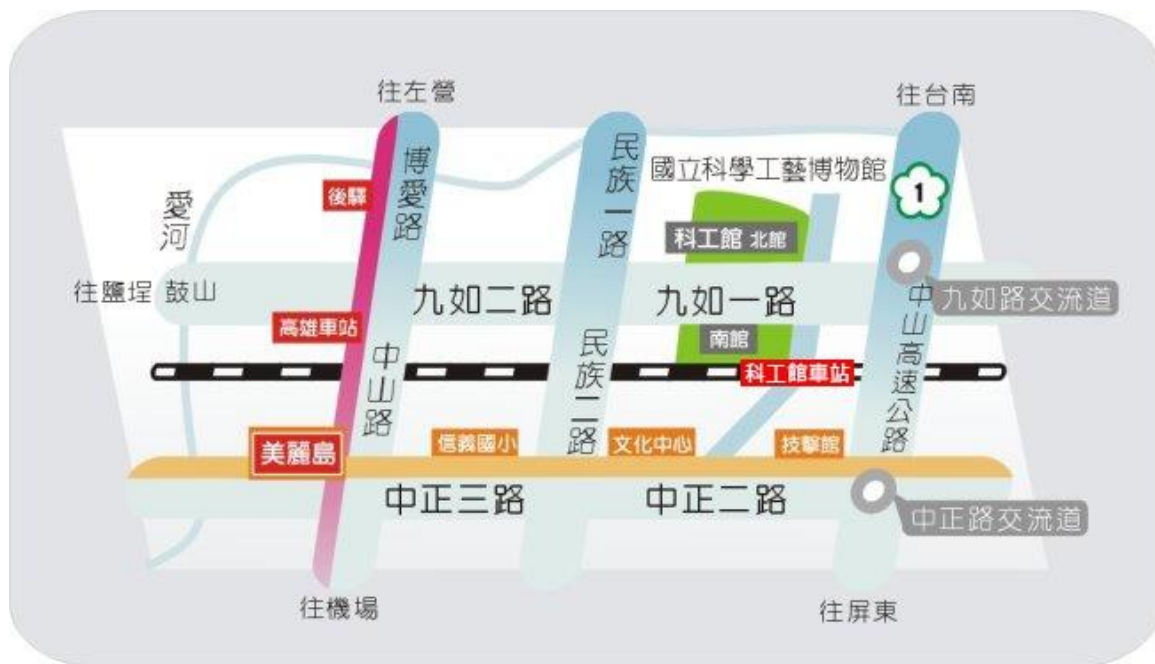 往左營
往台南
博愛路
民族一路
國立科學工藝博物館
1
後驛
愛河
科工館 北館
往鹽埕 鼓山
九如二路
九如一路
九如路交流道
高雄車站
南館
中山路
民族二路
科工館車站
中山高速公路
美麗島
信義國小
文化中心
技擊館
中正三路
中正二路
中正路交流道
往機場
往屏東